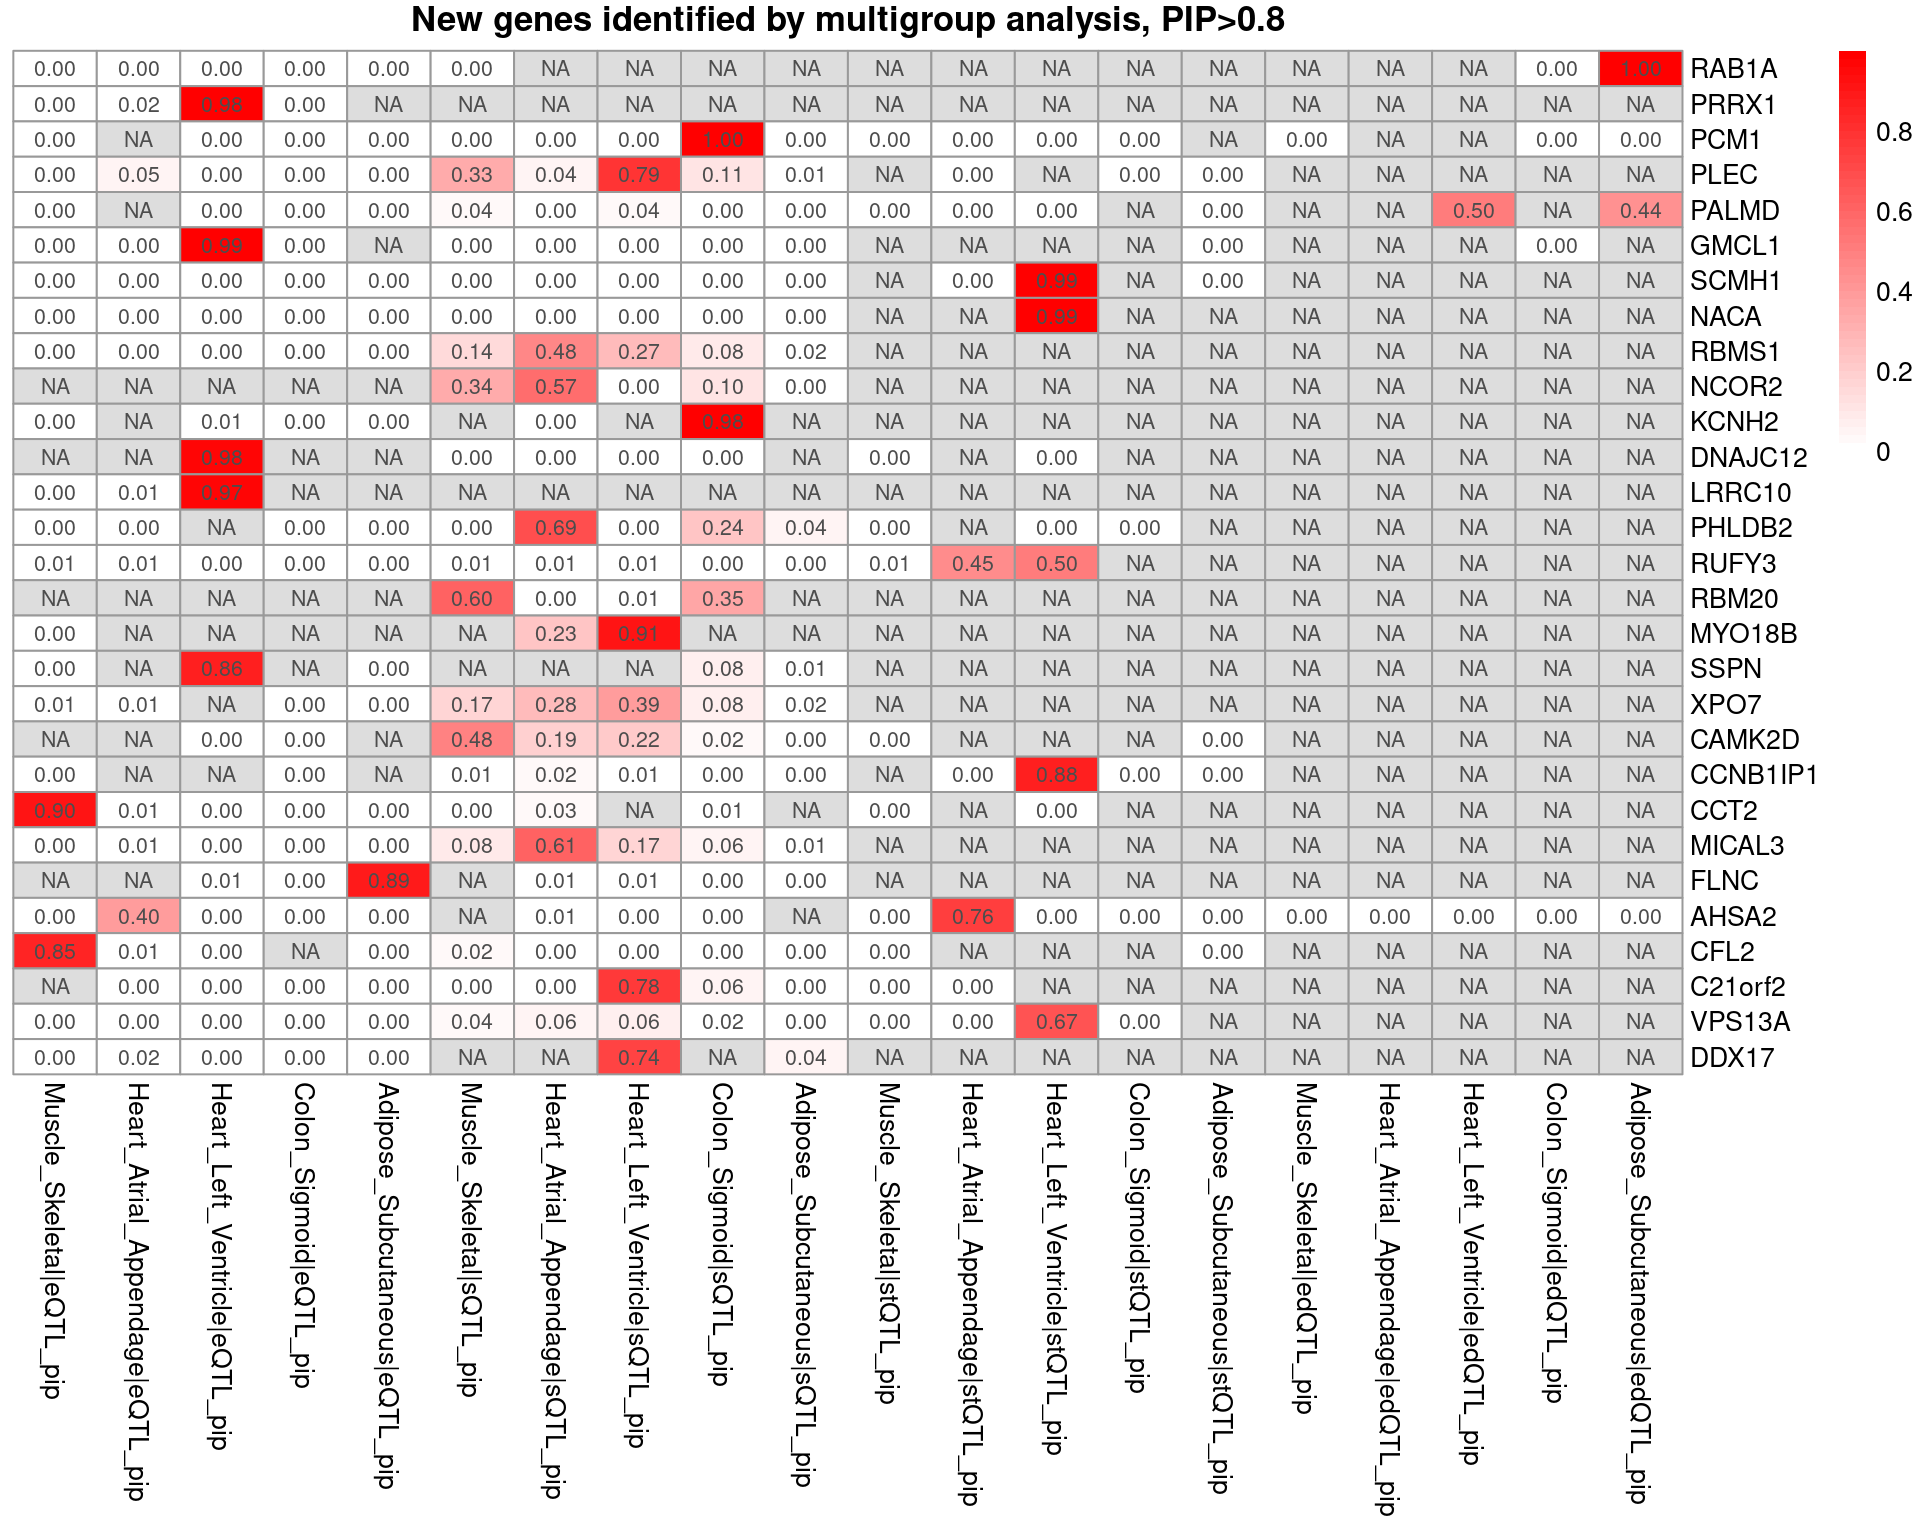 New genes identified by multigroup analysis, PIP>0.8
0.00 0.00 0.00 0.00 0.00 0.00 NA NA NA NA NA NA NA NA NA NA NA NA 0.00 1.00 RAB1A
0.00 0.02 0.98 0.00 NA NA NA NA NA NA NA NA NA NA NA NA NA NA NA NA PRRX1
0.00 NA 0.00 0.00 0.00 0.00 0.00 0.00 1.00 0.00 0.00 0.00 0.00 0.00 NA 0.00 NA NA 0.00 0.00 PCM1
0.00 0.05 0.00 0.00 0.00 0.33 0.04 0.79 0.11 0.01 NA 0.00 NA 0.00 0.00 NA NA NA NA NA PLEC
0.00 NA 0.00 0.00 0.00 0.04 0.00 0.04 0.00 0.00 0.00 0.00 0.00 NA 0.00 NA NA 0.50 NA 0.44 PALMD
0.00 0.00 0.99 0.00 NA 0.00 0.00 0.00 0.00 0.00 NA NA NA NA 0.00 NA NA NA 0.00 NA GMCL1
0.00 0.00 0.00 0.00 0.00 0.00 0.00 0.00 0.00 0.00 NA 0.00 0.99 NA 0.00 NA NA NA NA NA SCMH1
0.00 0.00 0.00 0.00 0.00 0.00 0.00 0.00 0.00 0.00 NA NA 0.99 NA NA NA NA NA NA NA NACA
0.00 0.00 0.00 0.00 0.00 0.14 0.48 0.27 0.08 0.02 NA NA NA NA NA NA NA NA NA NA RBMS1
NA NA NA NA NA 0.34 0.57 0.00 0.10 0.00 NA NA NA NA NA NA NA NA NA NA NCOR2
0.00 NA 0.01 0.00 0.00 NA 0.00 NA 0.98 NA NA NA NA NA NA NA NA NA NA NA KCNH2
NA NA 0.98 NA NA 0.00 0.00 0.00 0.00 NA 0.00 NA 0.00 NA NA NA NA NA NA NA DNAJC12
0.00 0.01 0.97 NA NA NA NA NA NA NA NA NA NA NA NA NA NA NA NA NA LRRC10
0.00 0.00 NA 0.00 0.00 0.00 0.69 0.00 0.24 0.04 0.00 NA 0.00 0.00 NA NA NA NA NA NA PHLDB2
0.01 0.01 0.00 0.00 0.00 0.01 0.01 0.01 0.00 0.00 0.01 0.45 0.50 NA NA NA NA NA NA NA RUFY3
NA NA NA NA NA 0.60 0.00 0.01 0.35 NA NA NA NA NA NA NA NA NA NA NA RBM20
0.00 NA NA NA NA NA 0.23 0.91 NA NA NA NA NA NA NA NA NA NA NA NA MYO18B
0.00 NA 0.86 NA 0.00 NA NA NA 0.08 0.01 NA NA NA NA NA NA NA NA NA NA SSPN
0.01 0.01 NA 0.00 0.00 0.17 0.28 0.39 0.08 0.02 NA NA NA NA NA NA NA NA NA NA XPO7
NA NA 0.00 0.00 NA 0.48 0.19 0.22 0.02 0.00 0.00 NA NA NA 0.00 NA NA NA NA NA CAMK2D
0.00 NA NA 0.00 NA 0.01 0.02 0.01 0.00 0.00 NA 0.00 0.88 0.00 0.00 NA NA NA NA NA CCNB1IP1
0.90 0.01 0.00 0.00 0.00 0.00 0.03 NA 0.01 NA 0.00 NA 0.00 NA NA NA NA NA NA NA CCT2
0.00 0.01 0.00 0.00 0.00 0.08 0.61 0.17 0.06 0.01 NA NA NA NA NA NA NA NA NA NA MICAL3
NA NA 0.01 0.00 0.89 NA 0.01 0.01 0.00 0.00 NA NA NA NA NA NA NA NA NA NA FLNC
0.00 0.40 0.00 0.00 0.00 NA 0.01 0.00 0.00 NA 0.00 0.76 0.00 0.00 0.00 0.00 0.00 0.00 0.00 0.00 AHSA2
0.85 0.01 0.00 NA 0.00 0.02 0.00 0.00 0.00 0.00 0.00 NA NA NA 0.00 NA NA NA NA NA CFL2
NA 0.00 0.00 0.00 0.00 0.00 0.00 0.78 0.06 0.00 0.00 0.00 NA NA NA NA NA NA NA NA C21orf2
0.00 0.00 0.00 0.00 0.00 0.04 0.06 0.06 0.02 0.00 0.00 0.00 0.67 0.00 NA NA NA NA NA NA VPS13A
0.00 0.02 0.00 0.00 0.00 NA NA 0.74 NA 0.04 NA NA NA NA NA NA NA NA NA NA DDX17
Muscle_Skeletal|eQTL_pip
Heart_Atrial_Appendage|eQTL_pip
Heart_Left_Ventricle|eQTL_pip
Colon_Sigmoid|eQTL_pip
Adipose_Subcutaneous|eQTL_pip
Muscle_Skeletal|sQTL_pip
Heart_Atrial_Appendage|sQTL_pip
Heart_Left_Ventricle|sQTL_pip
Colon_Sigmoid|sQTL_pip
Adipose_Subcutaneous|sQTL_pip
Muscle_Skeletal|stQTL_pip
Heart_Atrial_Appendage|stQTL_pip
Heart_Left_Ventricle|stQTL_pip
Colon_Sigmoid|stQTL_pip
Adipose_Subcutaneous|stQTL_pip
Muscle_Skeletal|edQTL_pip
Heart_Atrial_Appendage|edQTL_pip
Heart_Left_Ventricle|edQTL_pip
Colon_Sigmoid|edQTL_pip
Adipose_Subcutaneous|edQTL_pip
0.8
0.6
0.4
0.2
0